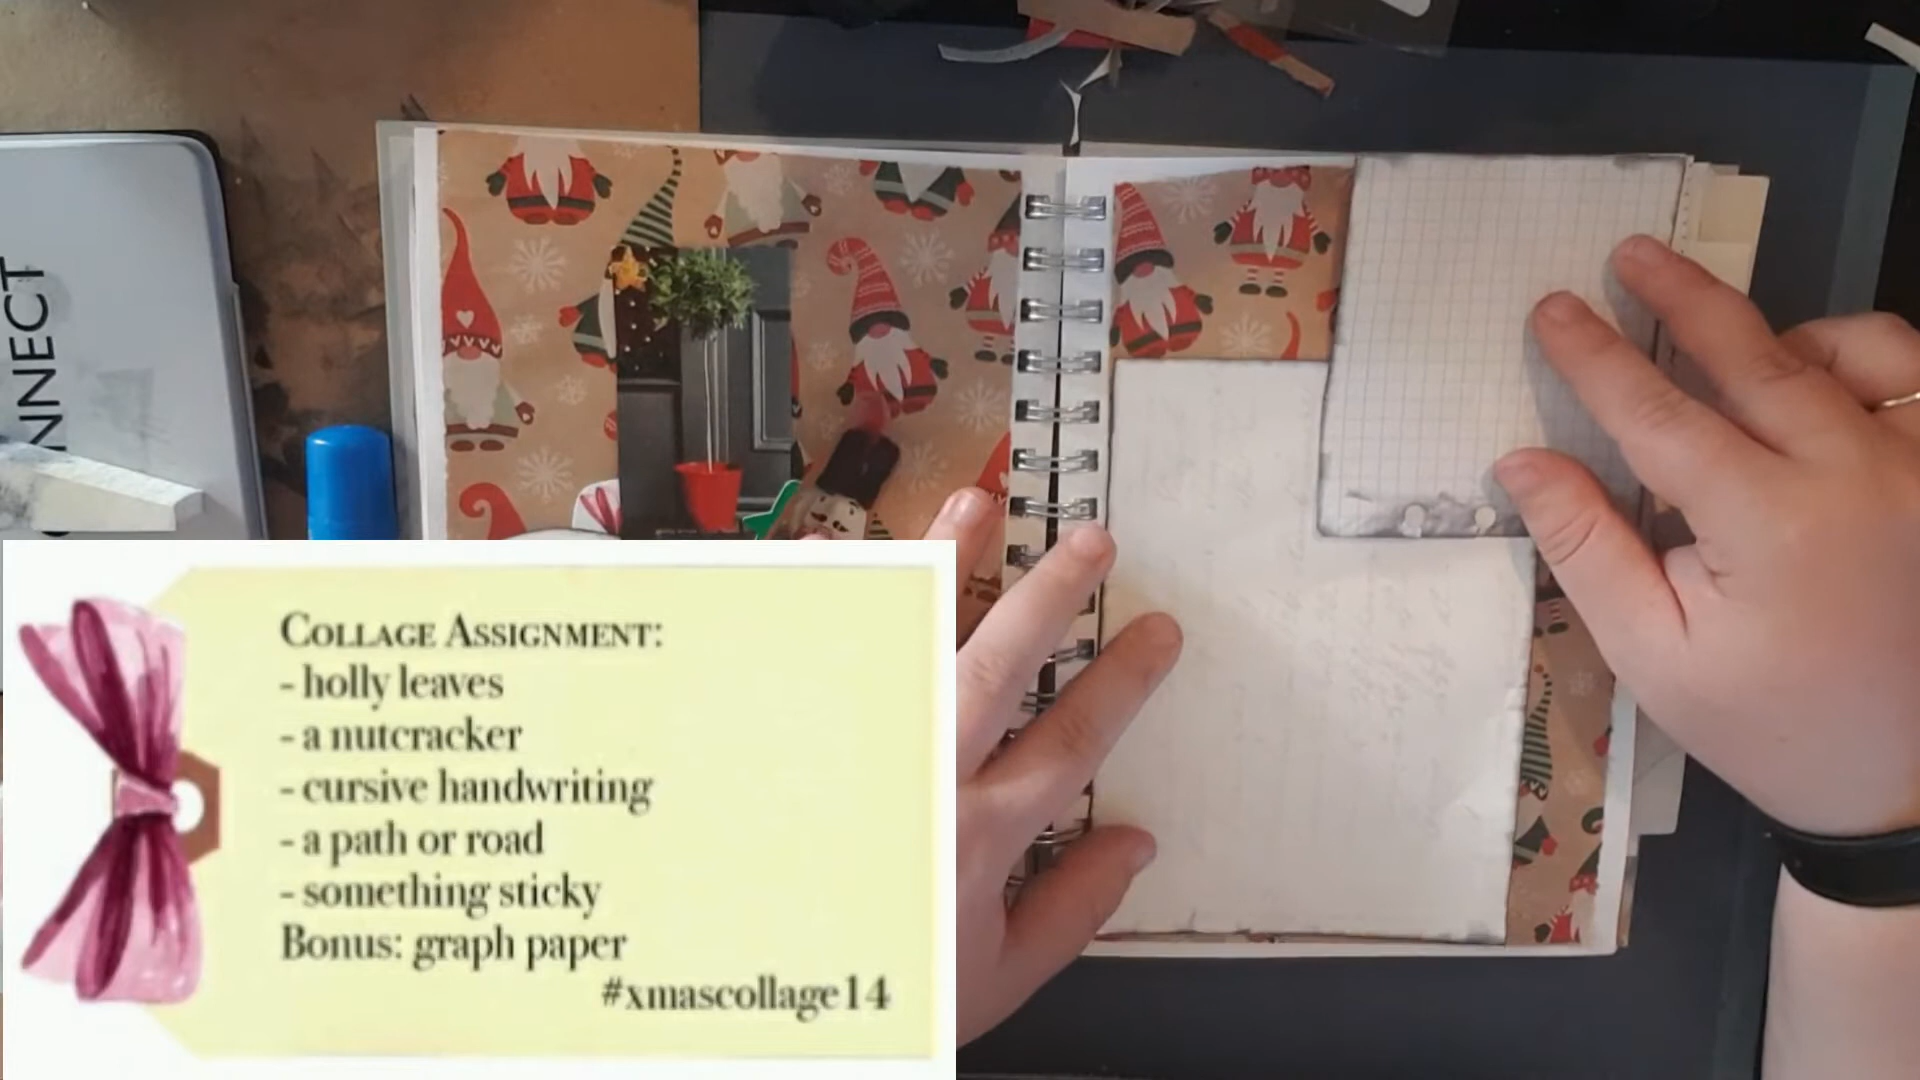 NNECT
COLLAGE ASSIGNMENT:
- holly leaves
- a nutcracker
- cursive handwriting
- a path or road
- something sticky
Bonus: graph paper
#xmascollage14